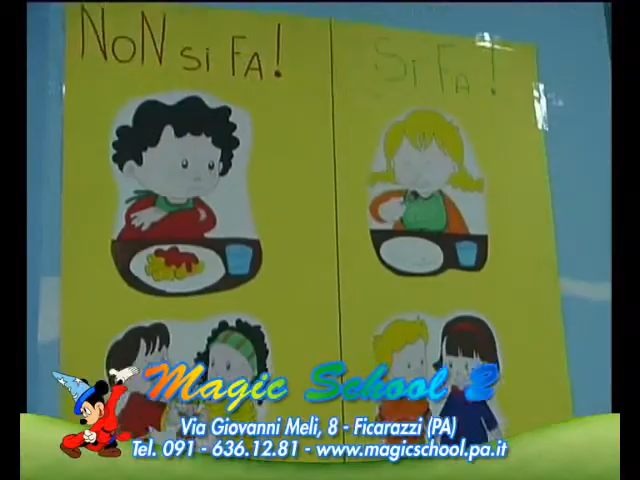 NON SI FA!
SI FA!
Magic School 2
Via Giovanni Meli, 8 - Ficarazzi (PA)
Tel. 091 - 636.12.81 - www.magicschool.pa.it